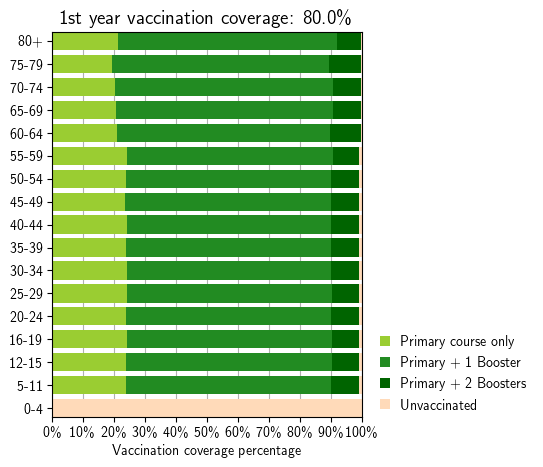 1st year vaccination coverage: 80.0%
80+
75-79
70-74
65-69
60-64
55-59
50-54
45-49
40-44
35-39
30-34
25-29
20-24
16-19
12-15
5-11
0-4
0% 10% 20% 30% 40% 50% 60% 70% 80% 90% 100%
Vaccination coverage percentage
Primary course only
Primary + 1 Booster
Primary + 2 Boosters
Unvaccinated